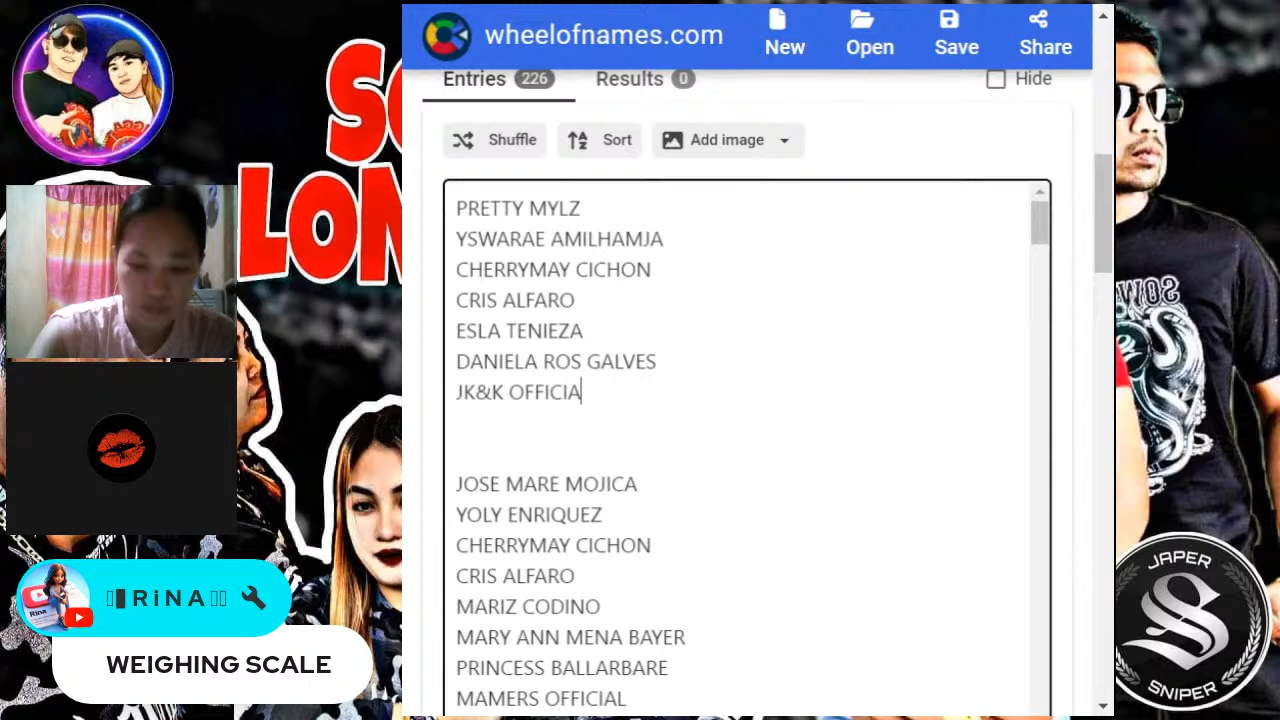 SO
LON
wheelofnames.com
New
Open
Save
Share
Entries 226
Results 0
Hide
Shuffle
Sort
Add image
PRETTY MYLZ
YSWARAE AMILHAMJA
CHERRYMAY CICHON
CRIS ALFARO
ESLA TENIEZA
DANIELA ROS GALVES
JK&K OFFICIA
JOSE MARE MOJICA
YOLY ENRIQUEZ
CHERRYMAY CICHON
CRIS ALFARO
MARIZ CODINO
MARY ANN MENA BAYER
PRINCESS BALLARBARE
MAMERS OFFICIAL
Rina
R i N A
WEIGHING SCALE
JAPER
S
SNIPER